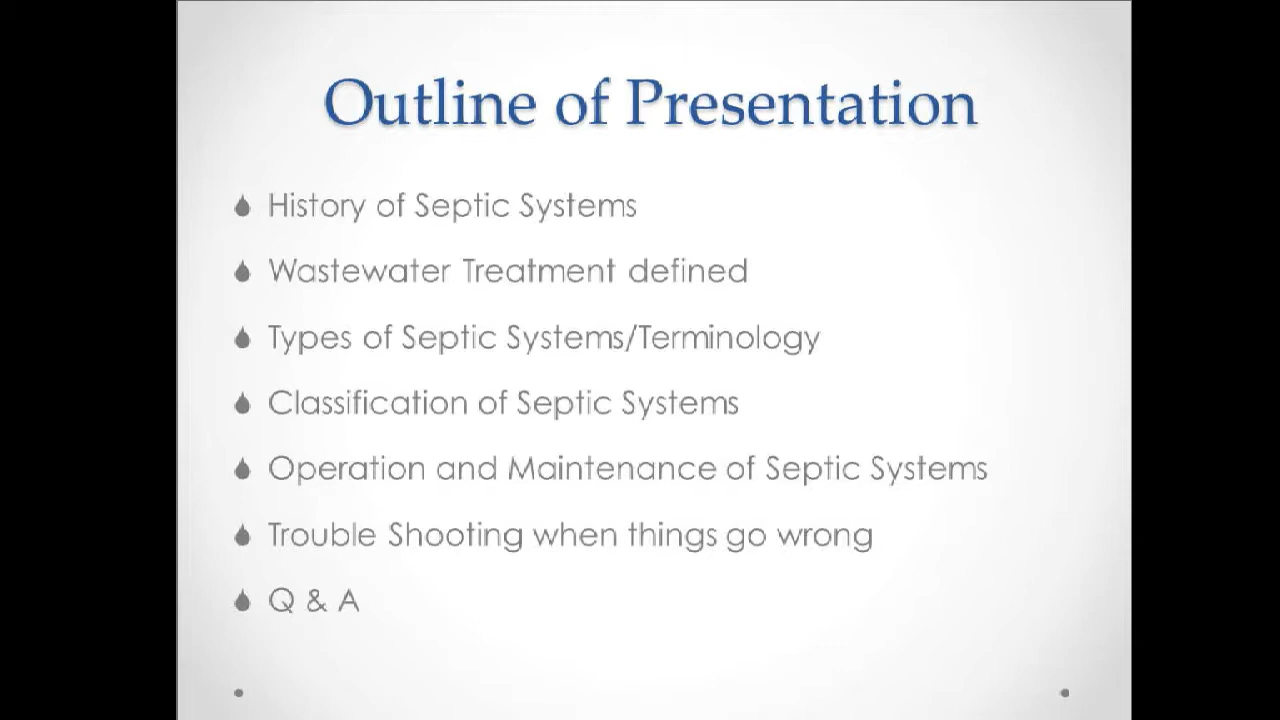 Outline of Presentation
History of Septic Systems
Wastewater Treatment defined
Types of Septic Systems/Terminology
Classification of Septic Systems
Operation and Maintenance of Septic Systems
Trouble Shooting when things go wrong
Q & A